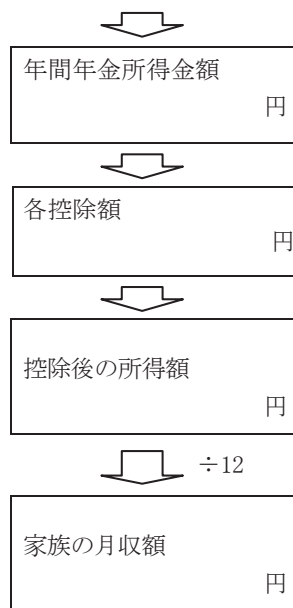 年間年金所得金額
円
各控除額
円
控除後の所得額
円
÷12
家族の月収額
円